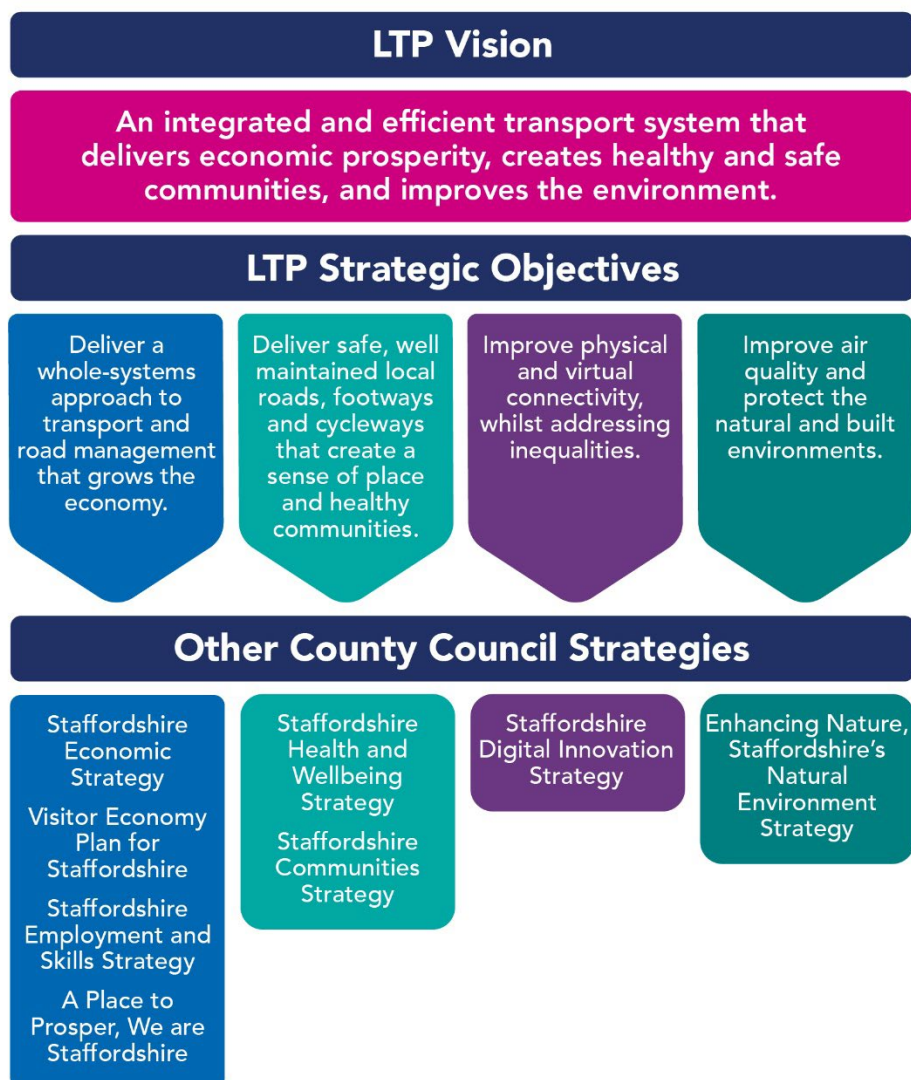 LTP Vision
An integrated and efficient transport system that
delivers economic prosperity, creates healthy and safe
communities, and improves the environment.
LTP Strategic Objectives
Deliver a
whole-systems
approach to
transport and
road management
that grows the
economy.
Deliver safe, well
maintained local
roads, footways
and cycleways
that create a
sense of place
and healthy
communities.
Improve physical
and virtual
connectivity,
whilst addressing
inequalities.
Improve air
quality and
protect the
natural and built
environments.
Other County Council Strategies
Staffordshire
Economic
Strategy
Visitor Economy
Plan for
Staffordshire
Staffordshire
Employment and
Skills Strategy
A Place to
Prosper, We are
Staffordshire
Staffordshire
Health and
Wellbeing
Strategy
Staffordshire
Communities
Strategy
Staffordshire
Digital Innovation
Strategy
Enhancing Nature,
Staffordshire’s
Natural
Environment
Strategy